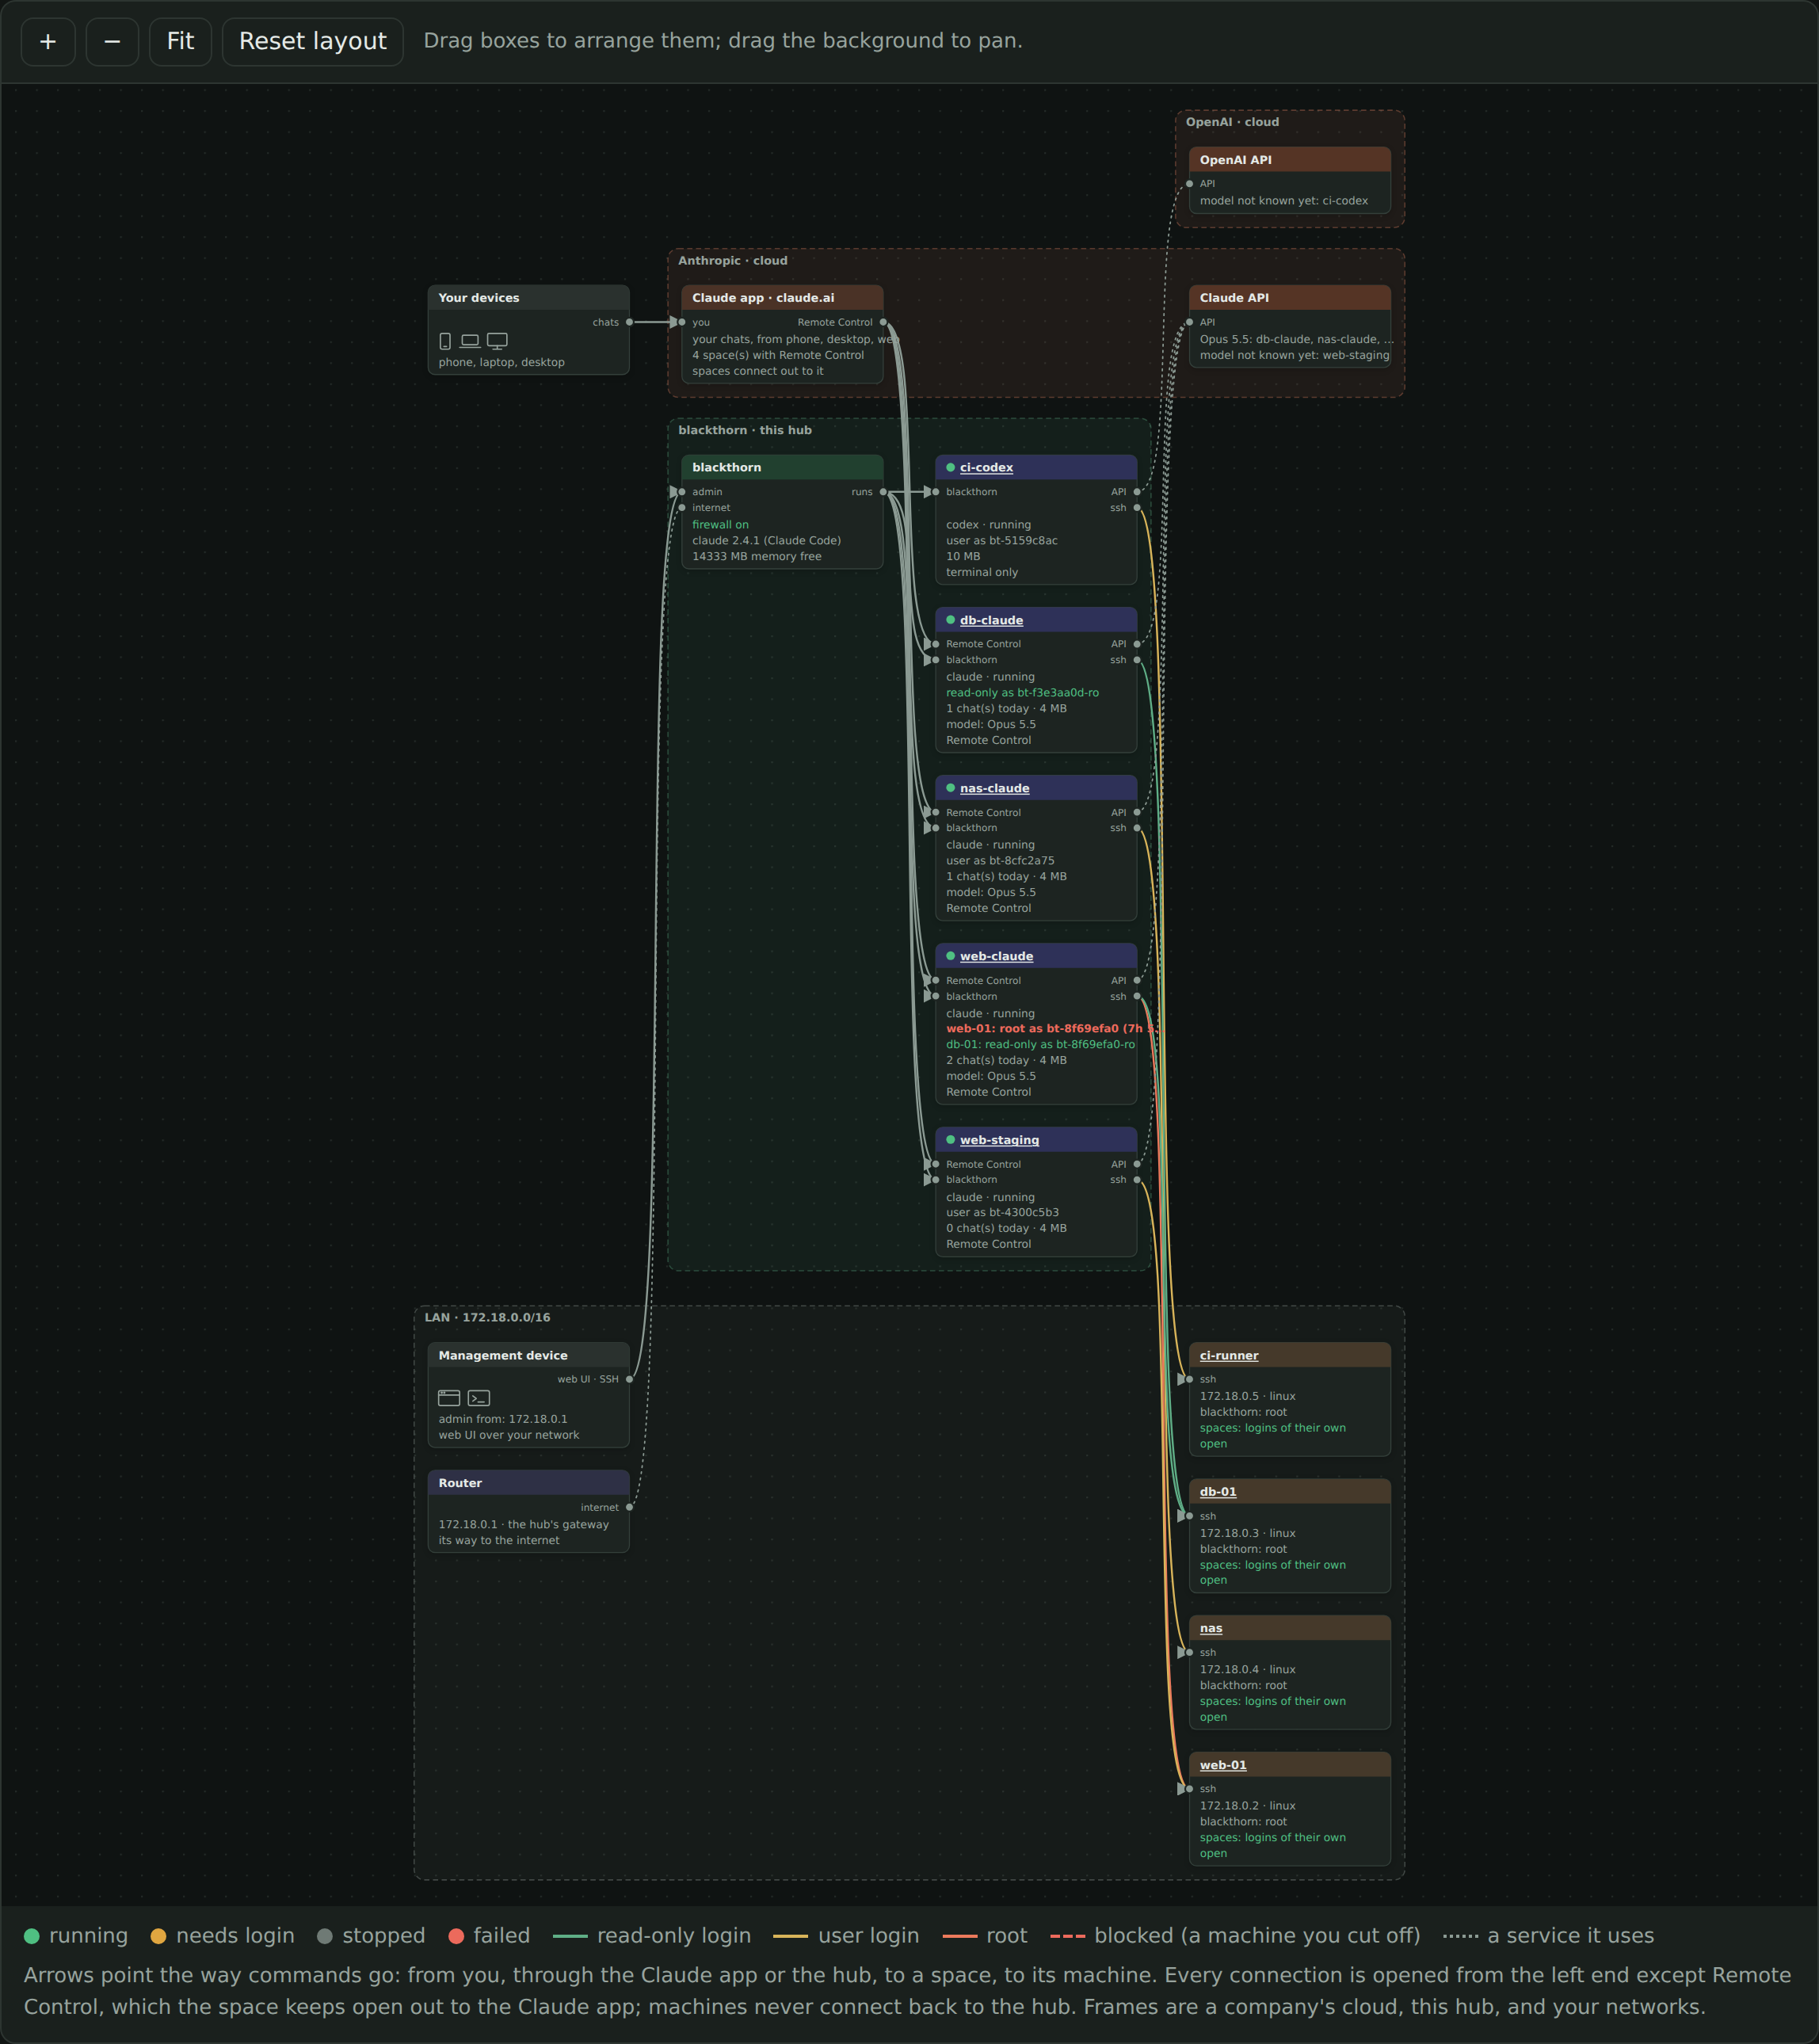 + − Fit Reset layout Drag boxes to arrange them; drag the background to pan.
OpenAI · cloud
OpenAI API
API
model not known yet: ci-codex
Anthropic · cloud
Your devices
chats
phone, laptop, desktop
Claude app · claude.ai
you Remote Control
your chats, from phone, desktop, web
4 space(s) with Remote Control
spaces connect out to it
Claude API
API
Opus 5.5: db-claude, nas-claude, ...
model not known yet: web-staging
blackthorn · this hub
blackthorn
admin runs
internet
firewall on
claude 2.4.1 (Claude Code)
14333 MB memory free
ci-codex
blackthorn API
ssh
codex · running
user as bt-5159c8ac
10 MB
terminal only
db-claude
Remote Control API
blackthorn ssh
claude · running
read-only as bt-f3e3aa0d-ro
1 chat(s) today · 4 MB
model: Opus 5.5
Remote Control
nas-claude
Remote Control API
blackthorn ssh
claude · running
user as bt-8cfc2a75
1 chat(s) today · 4 MB
model: Opus 5.5
Remote Control
web-claude
Remote Control API
blackthorn ssh
claude · running
web-01: root as bt-8f69efa0 (7h
db-01: read-only as bt-8f69efa0-ro
2 chat(s) today · 4 MB
model: Opus 5.5
Remote Control
web-staging
Remote Control API
blackthorn ssh
claude · running
user as bt-4300c5b3
0 chat(s) today · 4 MB
Remote Control
LAN · 172.18.0.0/16
Management device
web UI · SSH
admin from: 172.18.0.1
web UI over your network
Router
internet
172.18.0.1 · the hub's gateway
its way to the internet
ci-runner
ssh
172.18.0.5 · linux
blackthorn: root
spaces: logins of their own
open
db-01
ssh
172.18.0.3 · linux
blackthorn: root
spaces: logins of their own
open
nas
ssh
172.18.0.4 · linux
blackthorn: root
spaces: logins of their own
open
web-01
ssh
172.18.0.2 · linux
blackthorn: root
spaces: logins of their own
open
running needs login stopped failed read-only login user login root blocked (a machine you cut off) a service it uses
Arrows point the way commands go: from you, through the Claude app or the hub, to a space, to its machine. Every connection is opened from the left end except Remote
Control, which the space keeps open out to the Claude app; machines never connect back to the hub. Frames are a company's cloud, this hub, and your networks.